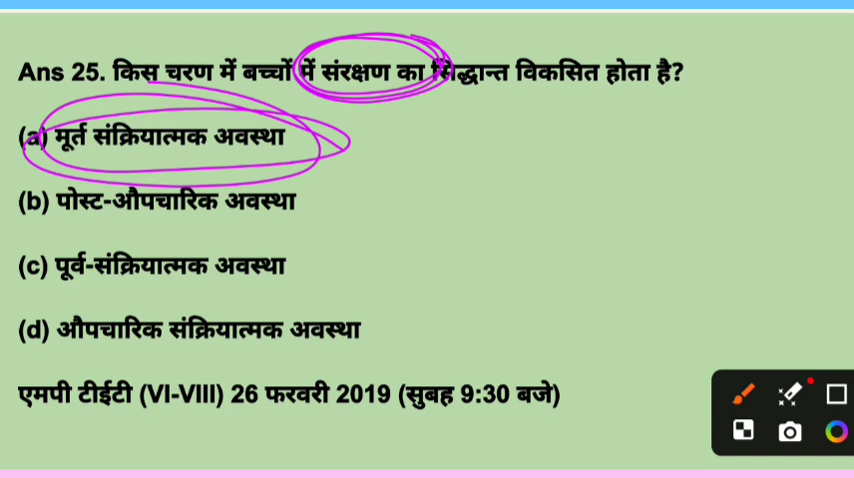 Ans 25. किस चरण में बच्चों में संरक्षण का सिद्धान्त विकसित होता है?
(a) मूर्त संक्रियात्मक अवस्था
(b) पोस्ट-औपचारिक अवस्था
(c) पूर्व-संक्रियात्मक अवस्था
(d) औपचारिक संक्रियात्मक अवस्था
एमपी टीईटी (VI-VIII) 26 फरवरी 2019 (सुबह 9:30 बजे)